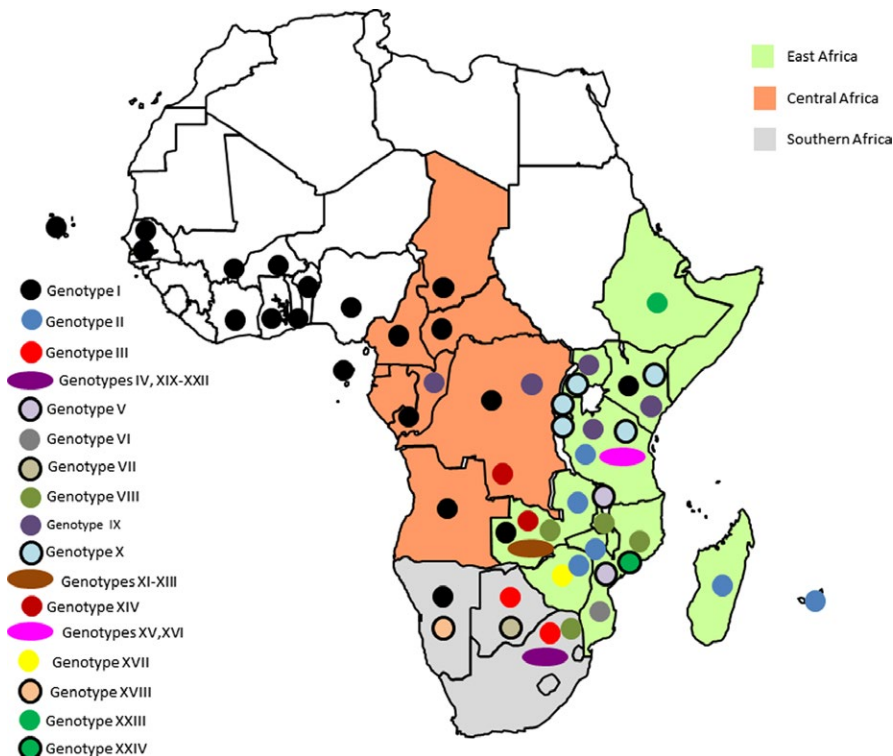 East Africa
Central Africa
Southern Africa
Genotype I
Genotype II
Genotype III
Genotypes IV, XIX-XXII
Genotype V
Genotype VI
Genotype VII
Genotype VIII
Genotype IX
Genotype X
Genotypes XI-XIII
Genotype XIV
Genotypes XV,XVI
Genotype XVII
Genotype XVIII
Genotype XXIII
Genotype XXIV